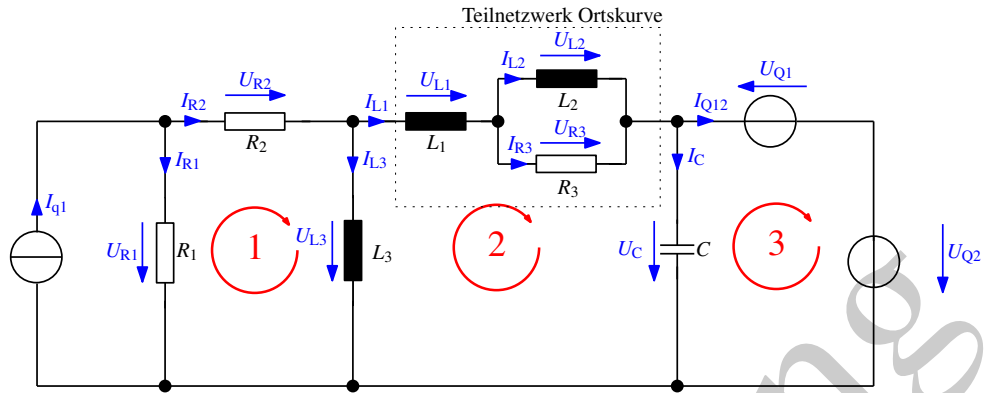 Teilnetzwerk Ortskurve
U_L2 U_Q1
U_R2 U_L1 I_L2
I_R2 I_L1 L_2 U_R3 I_Q12
R_2 L_1 I_R3
I_R1 I_L3 R_3 I_C
I_q1
U_R1 R_1 1 U_L3 L_3 2 U_C C 3 U_Q2
ng